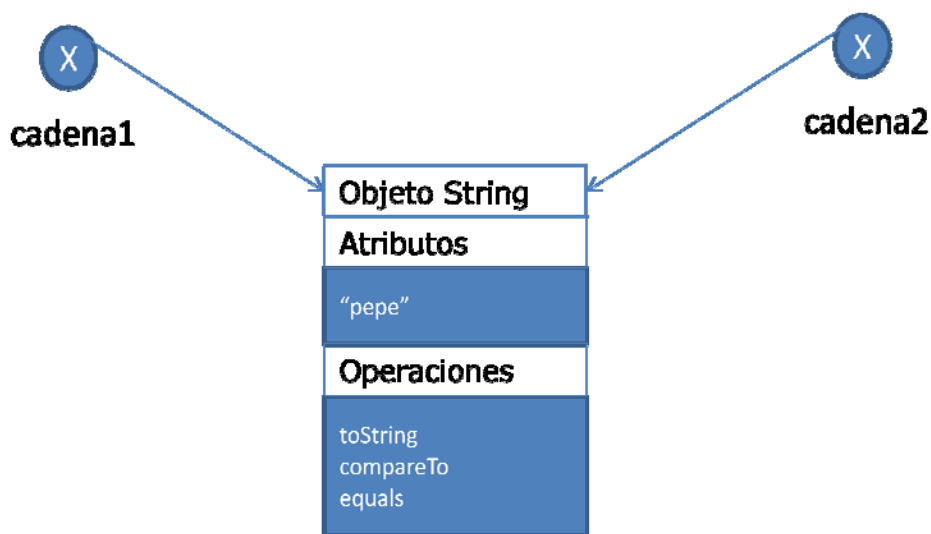 X
X
cadena1
cadena2
Objeto String
Atributos
“pepe”
Operaciones
toString
compareTo
equals